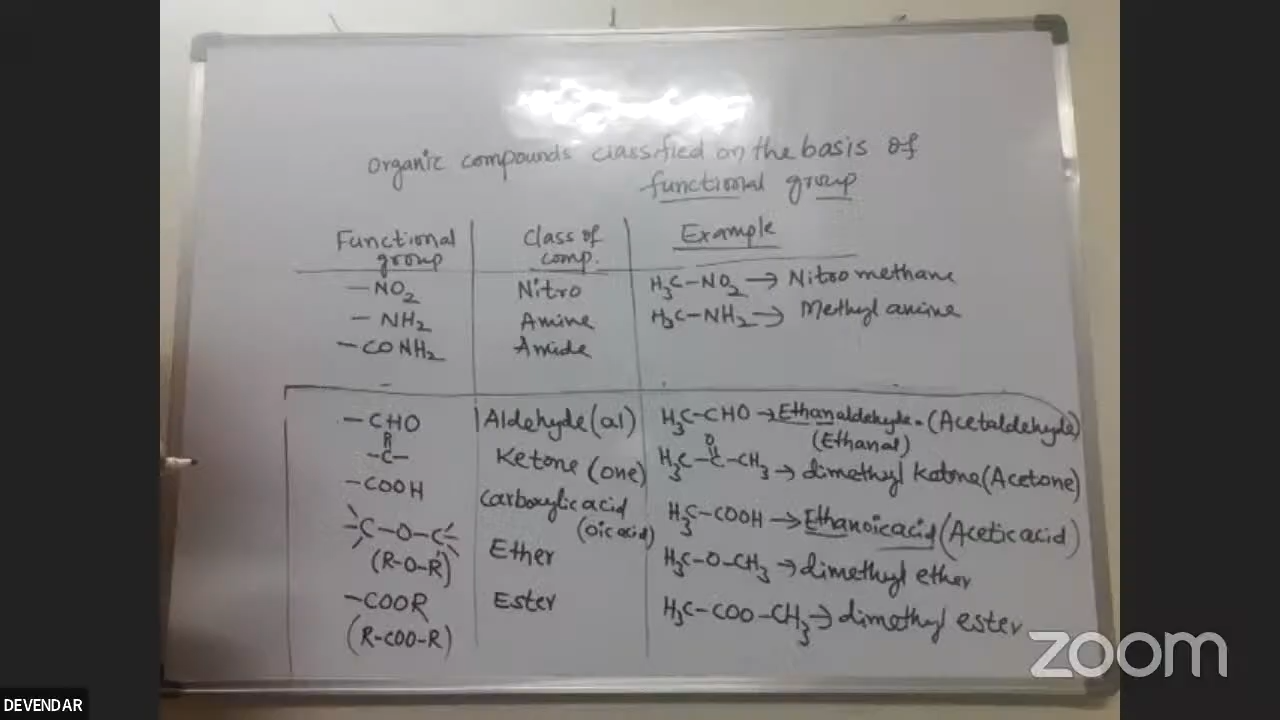 organic compounds classified on the basis of
functional group
Functional group | Class of comp. | Example
-NO₂ | Nitro | H₃C-NO₂ → Nitro methane
-NH₂ | Amine | H₃C-NH₂ → Methyl amine
-CONH₂ | Amide
-CHO | Aldehyde (al) | H₃C-CHO → Ethanaldehyde - (Acetaldehyde)
(Ethanal)
R
-C- | Ketone (one) | H₃C-C-CH₃ → dimethyl ketone (Acetone)
O
-COOH | Carboxylic acid | H₃C-COOH → Ethanoic acid (Acetic acid)
(oic acid)
-C-O-C- | Ether | H₃C-O-CH₃ → dimethyl ether
(R-O-R')
-COOR | Ester | H₃C-COO-CH₃ → dimethyl ester
(R-COO-R)
zoom
DEVENDAR